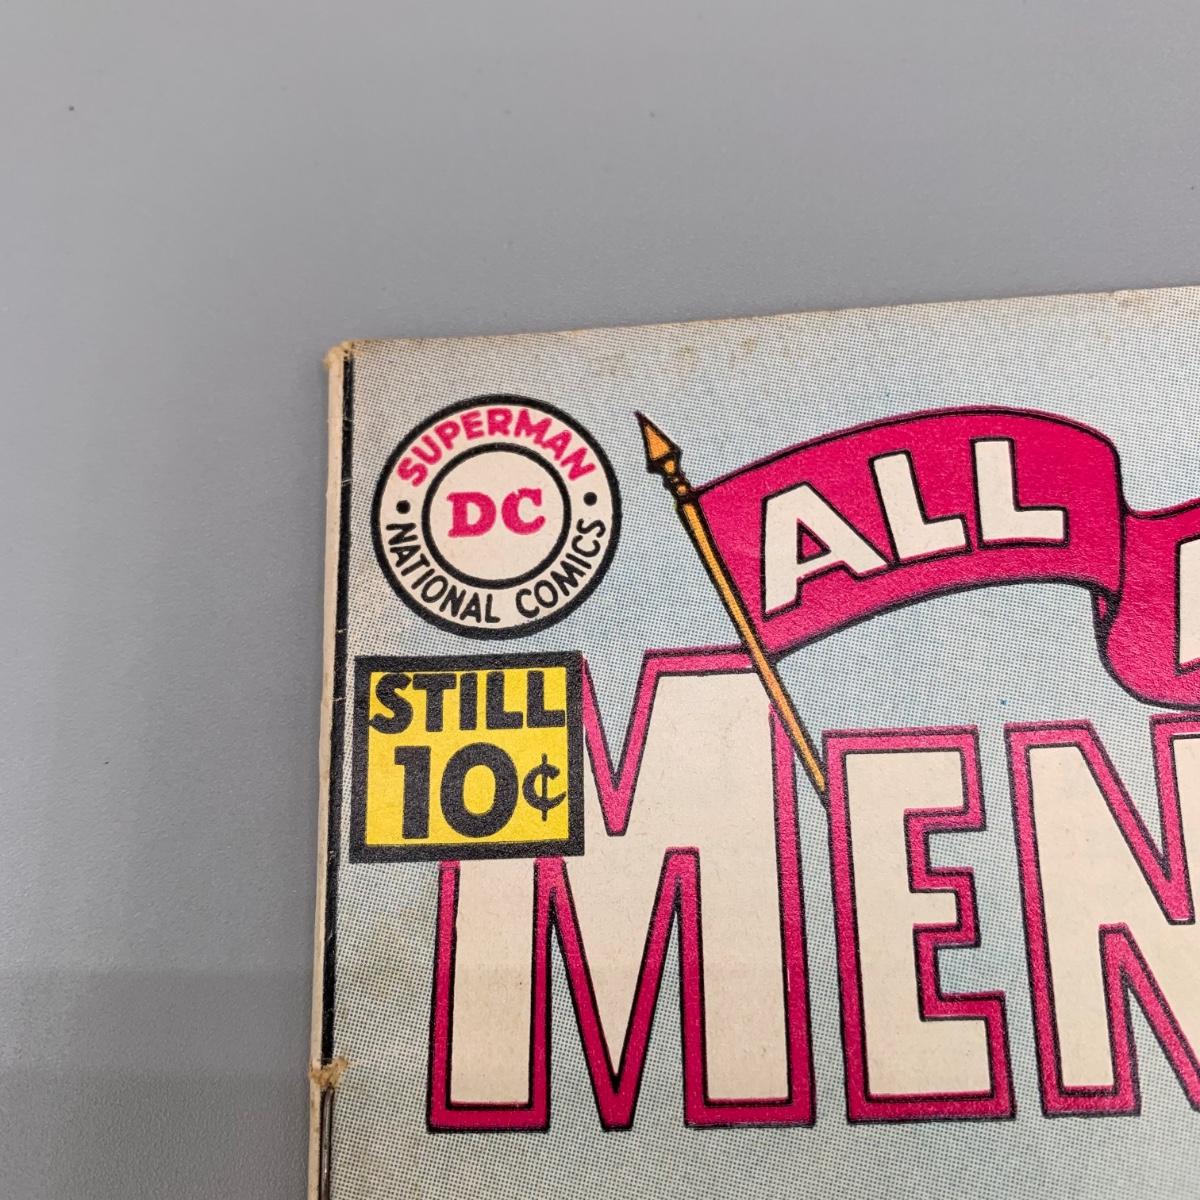 SUPERMAN
DC
NATIONAL COMICS
STILL
10¢
ALL
MEN